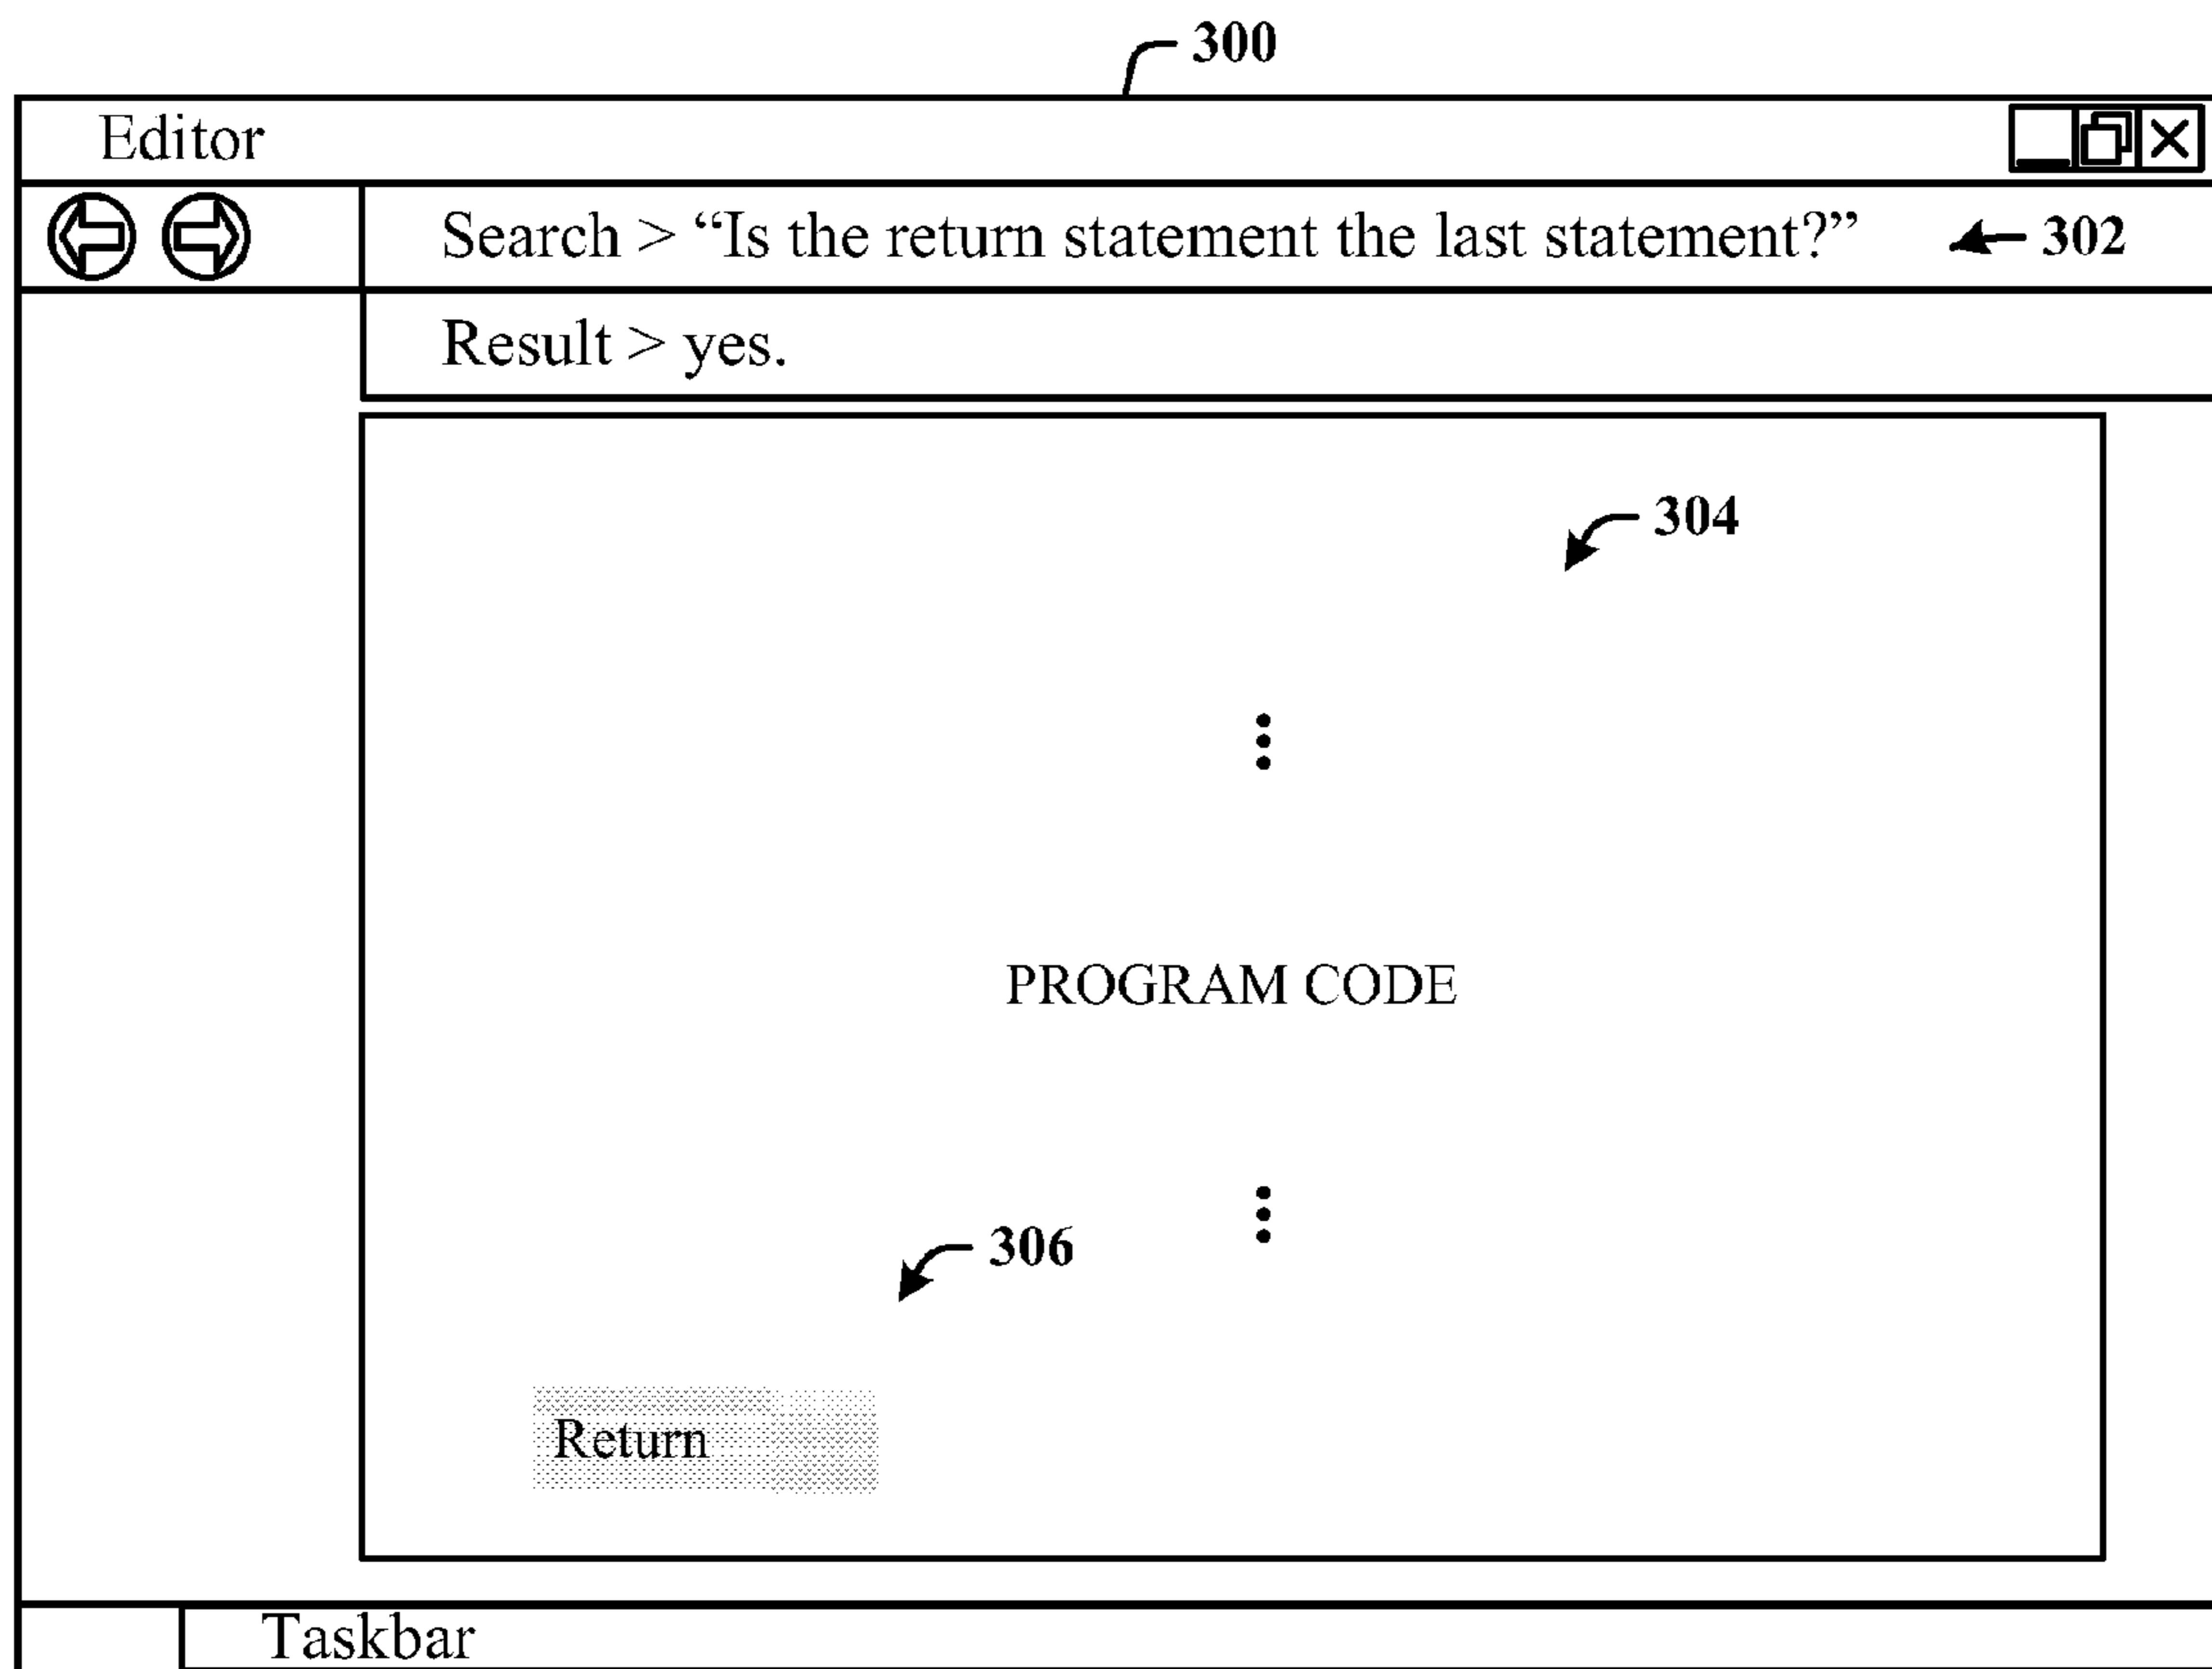 300
Editor
Search > “Is the return statement the last statement?” 302
Result > yes.
304
PROGRAM CODE
306
Return
Taskbar